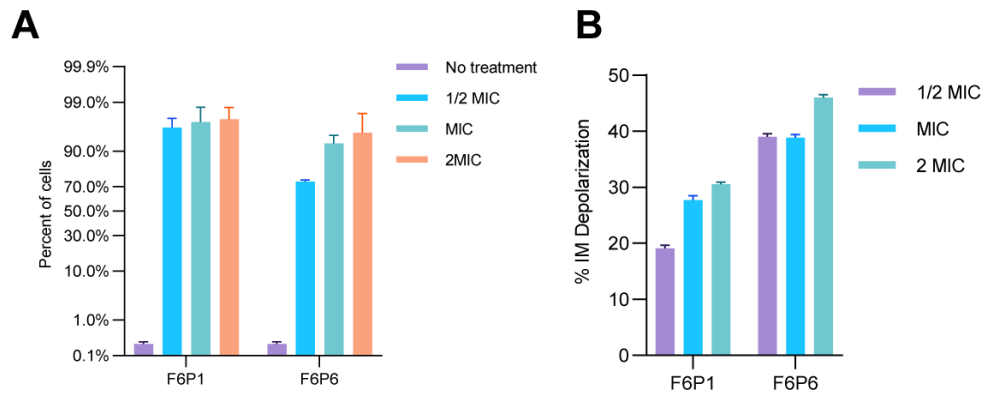 A
Percent of cells
99.9%
99.0%
90.0%
70.0%
50.0%
30.0%
10.0%
1.0%
0.1%
F6P1
F6P6
No treatment
1/2 MIC
MIC
2MIC
B
% IM Depolarization
50
40
30
20
10
0
F6P1
F6P6
1/2 MIC
MIC
2 MIC